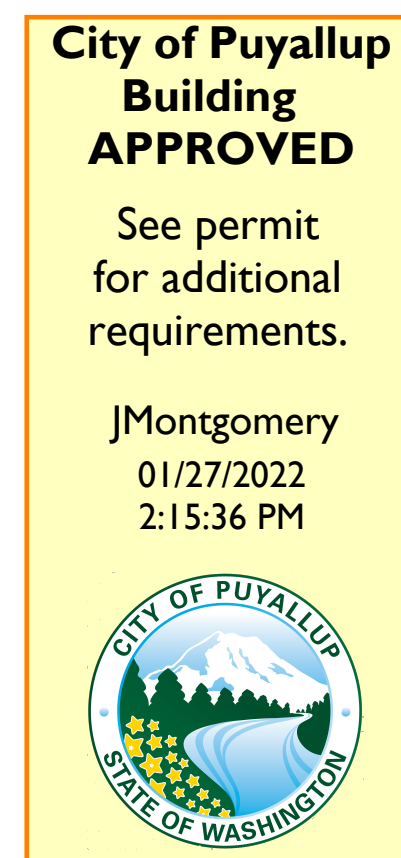 City of Puyallup
Building
APPROVED
See permit
for additional
requirements.
JMontgomery
01/27/2022
2:15:36 PM
CITY OF PUYALLUP
STATE OF WASHINGTON